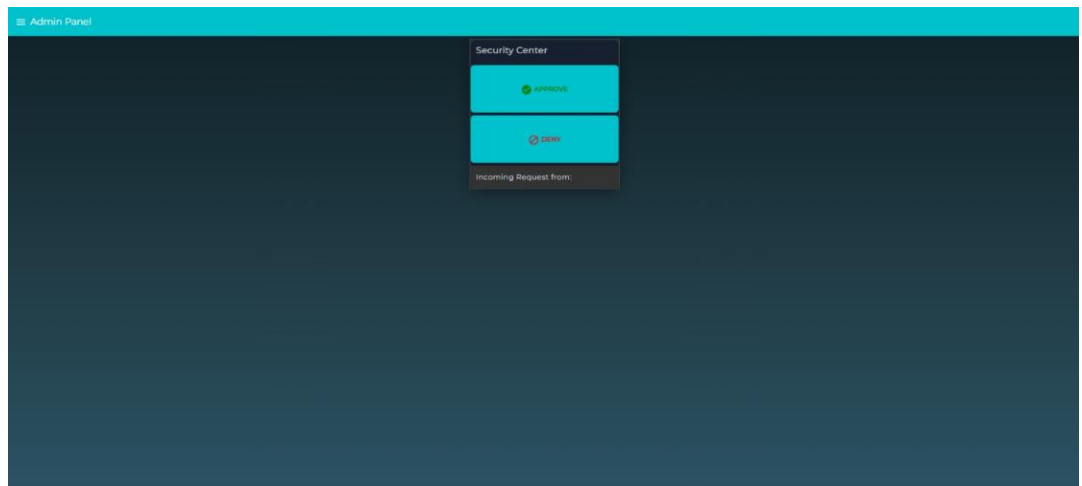 Admin Panel
Security Center
APPROVE
DENY
Incoming Request from: